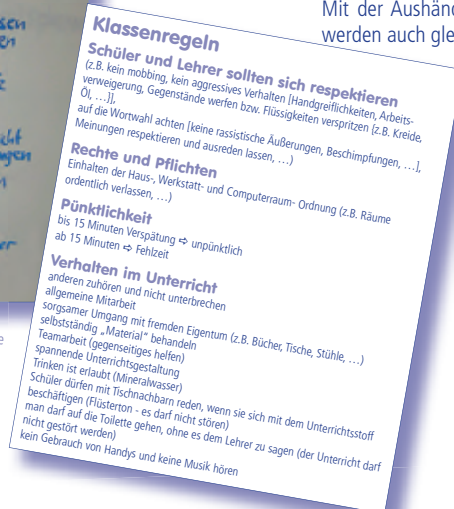 Mit der Aushänd
werden auch gle
Klassenregeln
Schüler und Lehrer sollten sich respektieren
(z.B. kein mobbing, kein aggressives Verhalten [Handgreiflichkeiten, Arbeits-
verweigerung, Gegenstände werfen bzw. Flüssigkeiten verspritzen [z.B. Kreide,
Öl, …]],
auf die Wortwahl achten [keine rassistische Äußerungen, Beschimpfungen, …],
Meinungen respektieren und ausreden lassen, …)
Rechte und Pflichten
Einhalten der Haus-, Werkstatt- und Computerraum- Ordnung (z.B. Räume
ordentlich verlassen, …)
Pünktlichkeit
bis 15 Minuten Verspätung ⇨ unpünktlich
ab 15 Minuten ⇨ Fehlzeit
Verhalten im Unterricht
anderen zuhören und nicht unterbrechen
allgemeine Mitarbeit
sorgsamer Umgang mit fremden Eigentum (z.B. Bücher, Tische, Stühle, …)
selbstständig „Material" behandeln
Teamarbeit (gegenseitiges helfen)
spannende Unterrichtsgestaltung
Trinken ist erlaubt (Mineralwasser)
Schüler dürfen mit Tischnachbarn reden, wenn sie sich mit dem Unterrichtsstoff
beschäftigen (Flüsterton - es darf nicht stören)
man darf auf die Toilette gehen, ohne es dem Lehrer zu sagen (der Unterricht darf
nicht gestört werden)
kein Gebrauch von Handys und keine Musik hören